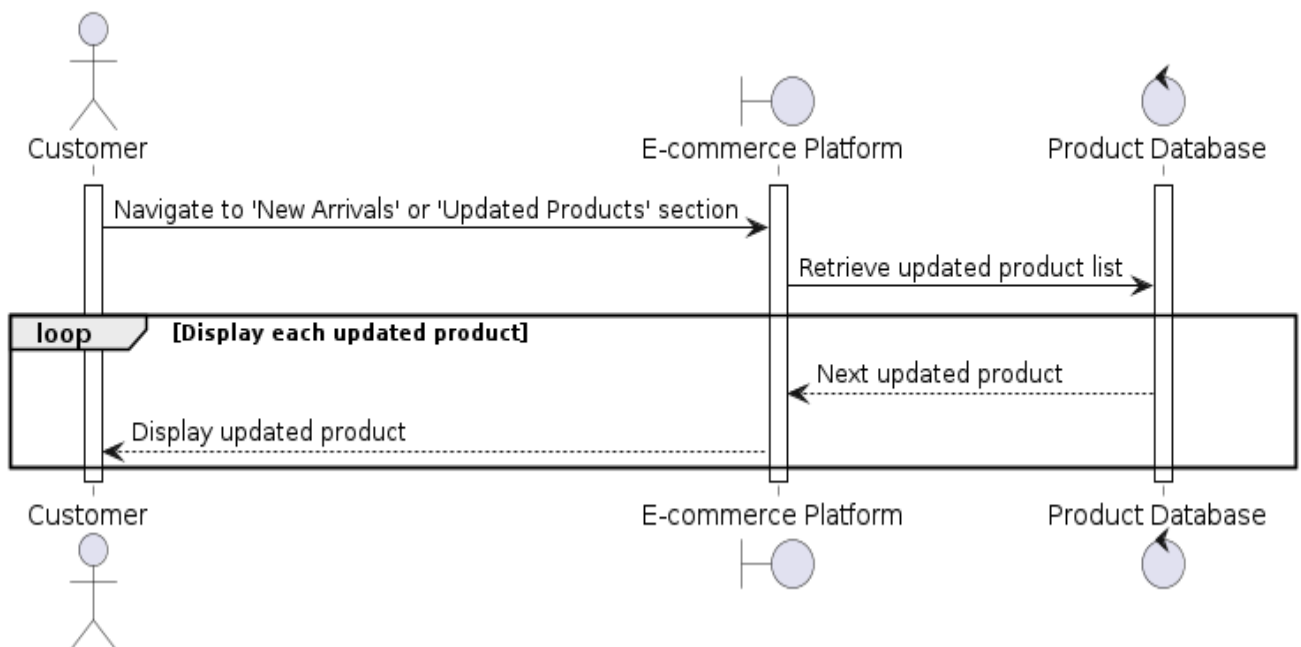 Customer
E-commerce Platform
Product Database
Navigate to 'New Arrivals' or 'Updated Products' section
Retrieve updated product list
loop
[Display each updated product]
Next updated product
Display updated product
Customer
E-commerce Platform
Product Database